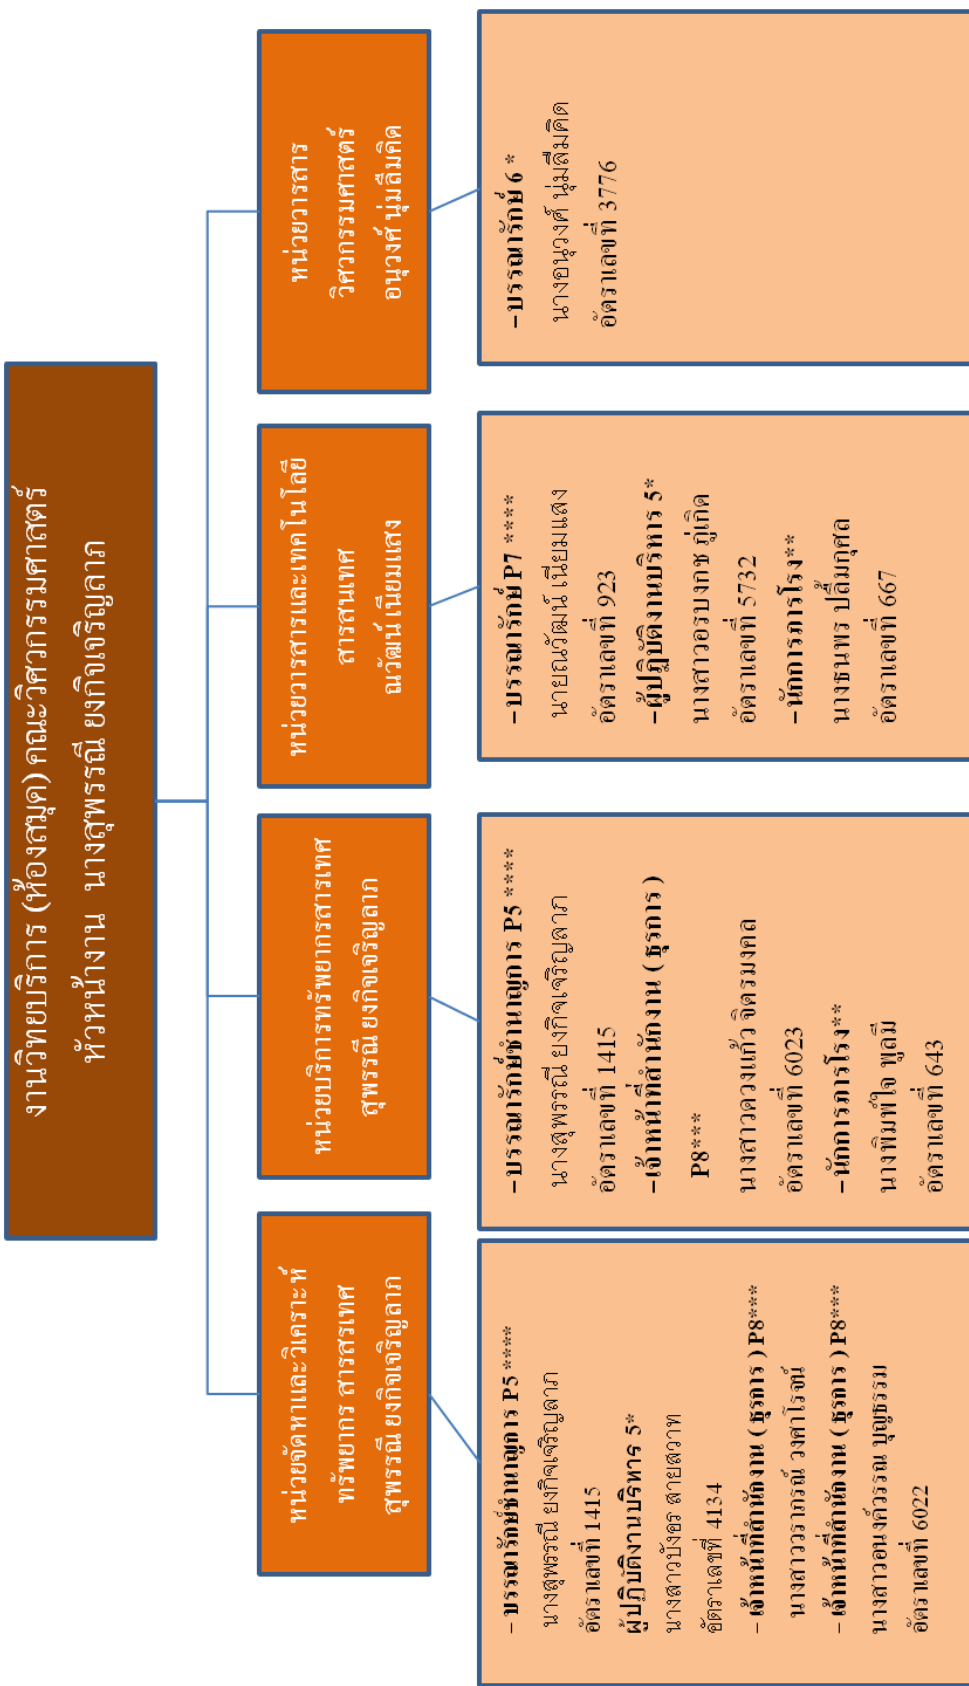 งานวิทยบริการ (ห้องสมุด) คณะวิศวกรรมศาสตร์
หัวหน้างาน นางสุพรรณี ยงกิจเจริญลาภ
หน่วยจัดหาและวิเคราะห์
ทรัพยากร สารสรเทศ
สุพรรณี ยงกิจเจริญลาภ
– บรรณารักษ์ชำนาญการ P5 ****
นางสุพรรณี ยงกิจเจริญลาภ
อัคราเลขที่ 1415
ผู้ปฏิบัติงานบริหาร 5*
นางสาวบังอร สายสวาท
อัตราเลขที่ 4134
– เจ้าหน้าที่สำนักงาน ( ธุรการ ) P8***
นางสาววราภรณ์ วงศาโรจน์
– เจ้าหน้าที่สำนักงาน ( ธุรการ ) P8***
นางสาวอนงค์วรรณ บุญธรรม
อัคราเลขที่ 6022
หน่วยบริการทรัพยากรสารเทศ
สุพรรณี ยงกิจเจริญลาภ
–บรรณารักษ์ชำนาญการ P5 ****
นางสุพรรณี ยงกิจเจริญลาภ
อัคราเลขที่ 1415
–เจ้าหน้าที่สำนักงาน ( ธุรการ )
P8***
นางสาวดวงแก้ว จิตรมงคล
อัคราเลขที่ 6023
–นักการภารโรง**
นางพิมพ์ใจ พูลมี
อัคราเลขที่ 643
หน่วยวารสารและเทคโนโลยี
สารสนเทศ
ณวัฒน์ เนียมแสง
–บรรณารักษ์ P7 ****
นายณวัฒน์ เนียมแสง
อัคราเลขที่ 923
–ผู้ปฏิบัติงานบริหาร 5*
นางสาวอรบงกช ภู่เกิด
อัคราเลขที่ 5732
–นักการภารโรง**
นางธนพร ปลื้มกุศล
อัคราเลขที่ 667
หน่วยวารสาร
วิศวกรรมศาสตร์
อนุวงศ์ นุ่มลืมคิด
–บรรณารักษ์ 6 *
นางอนุวงศ์ นุ่มลืมคิด
อัคราเลขที่ 3776